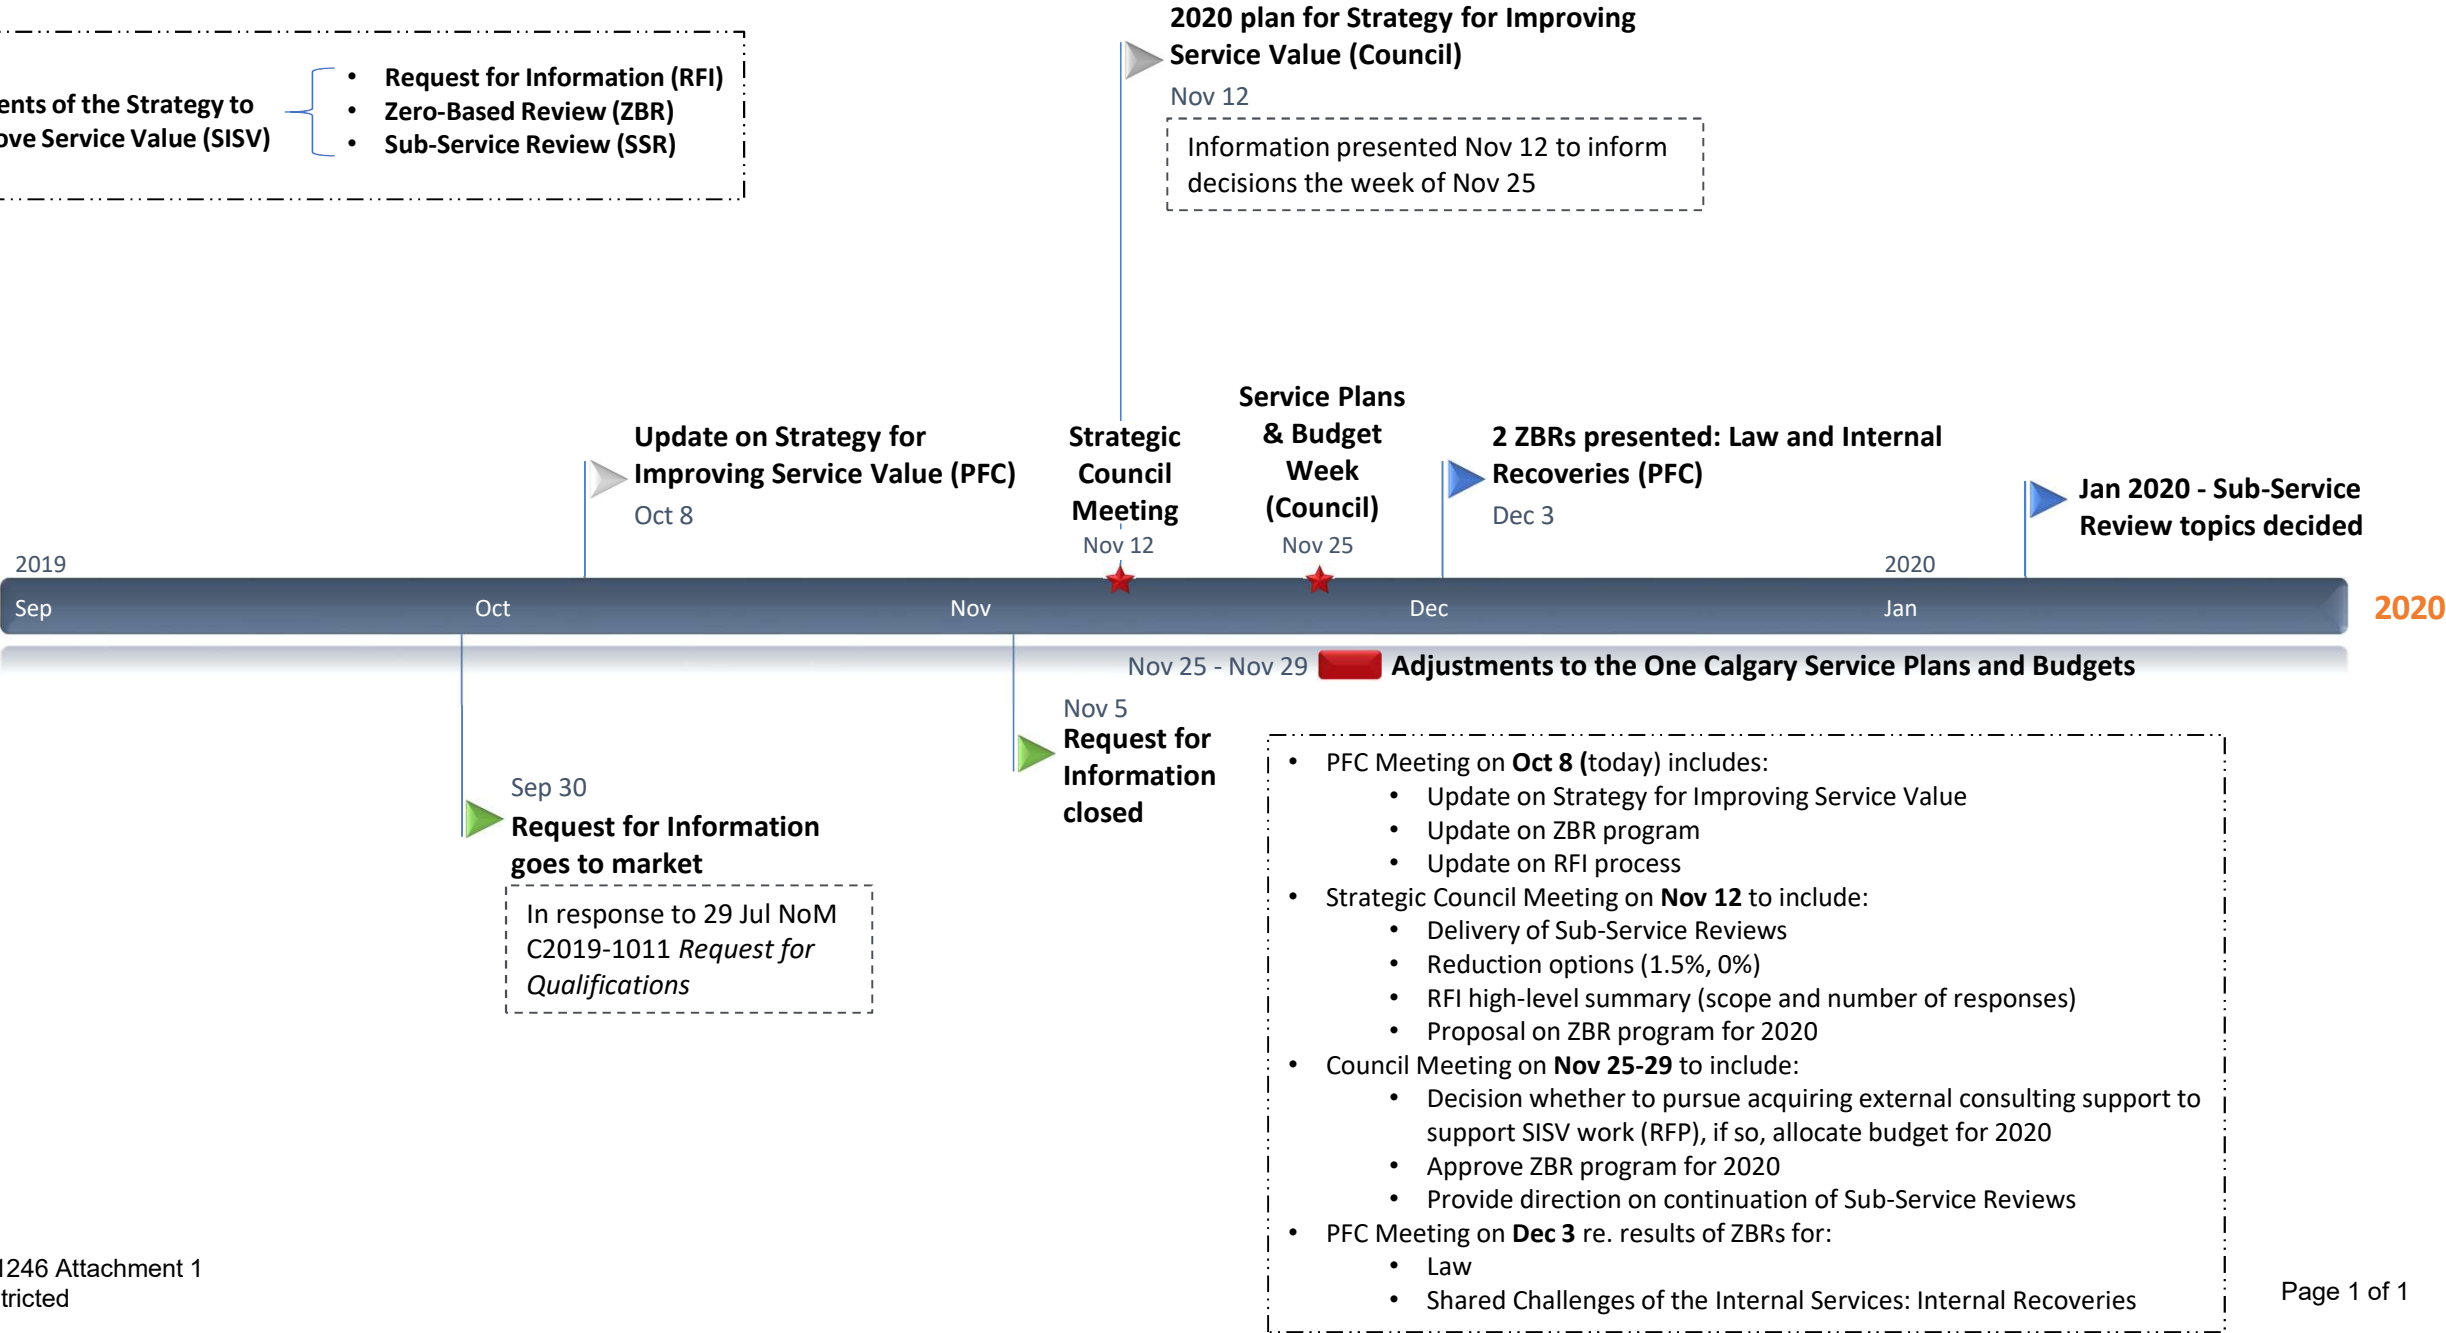 2020 plan for Strategy for Improving
Service Value (Council)
Nov 12
Information presented Nov 12 to inform
decisions the week of Nov 25
of the Strategy to
Service Value (SISV)
• Request for Information (RFI)
• Zero-Based Review (ZBR)
• Sub-Service Review (SSR)
Update on Strategy for
Improving Service Value (PFC)
Oct 8
Strategic
Council
Meeting
Nov 12
Service Plans
& Budget
Week
(Council)
Nov 25
2 ZBRs presented: Law and Internal
Recoveries (PFC)
Dec 3
Jan 2020 - Sub-Service
Review topics decided
2019
2020
Sep Oct Nov Dec Jan
2020
Nov 25 - Nov 29 Adjustments to the One Calgary Service Plans and Budgets
Sep 30
Request for Information
goes to market
In response to 29 Jul NoM
C2019-1011 Request for
Qualifications
Nov 5
Request for
Information
closed
• PFC Meeting on Oct 8 (today) includes:
• Update on Strategy for Improving Service Value
• Update on ZBR program
• Update on RFI process
• Strategic Council Meeting on Nov 12 to include:
• Delivery of Sub-Service Reviews
• Reduction options (1.5%, 0%)
• RFI high-level summary (scope and number of responses)
• Proposal on ZBR program for 2020
• Council Meeting on Nov 25-29 to include:
• Decision whether to pursue acquiring external consulting support to
support SISV work (RFP), if so, allocate budget for 2020
• Approve ZBR program for 2020
• Provide direction on continuation of Sub-Service Reviews
• PFC Meeting on Dec 3 re. results of ZBRs for:
• Law
• Shared Challenges of the Internal Services: Internal Recoveries
1246 Attachment 1
tricted
Page 1 of 1